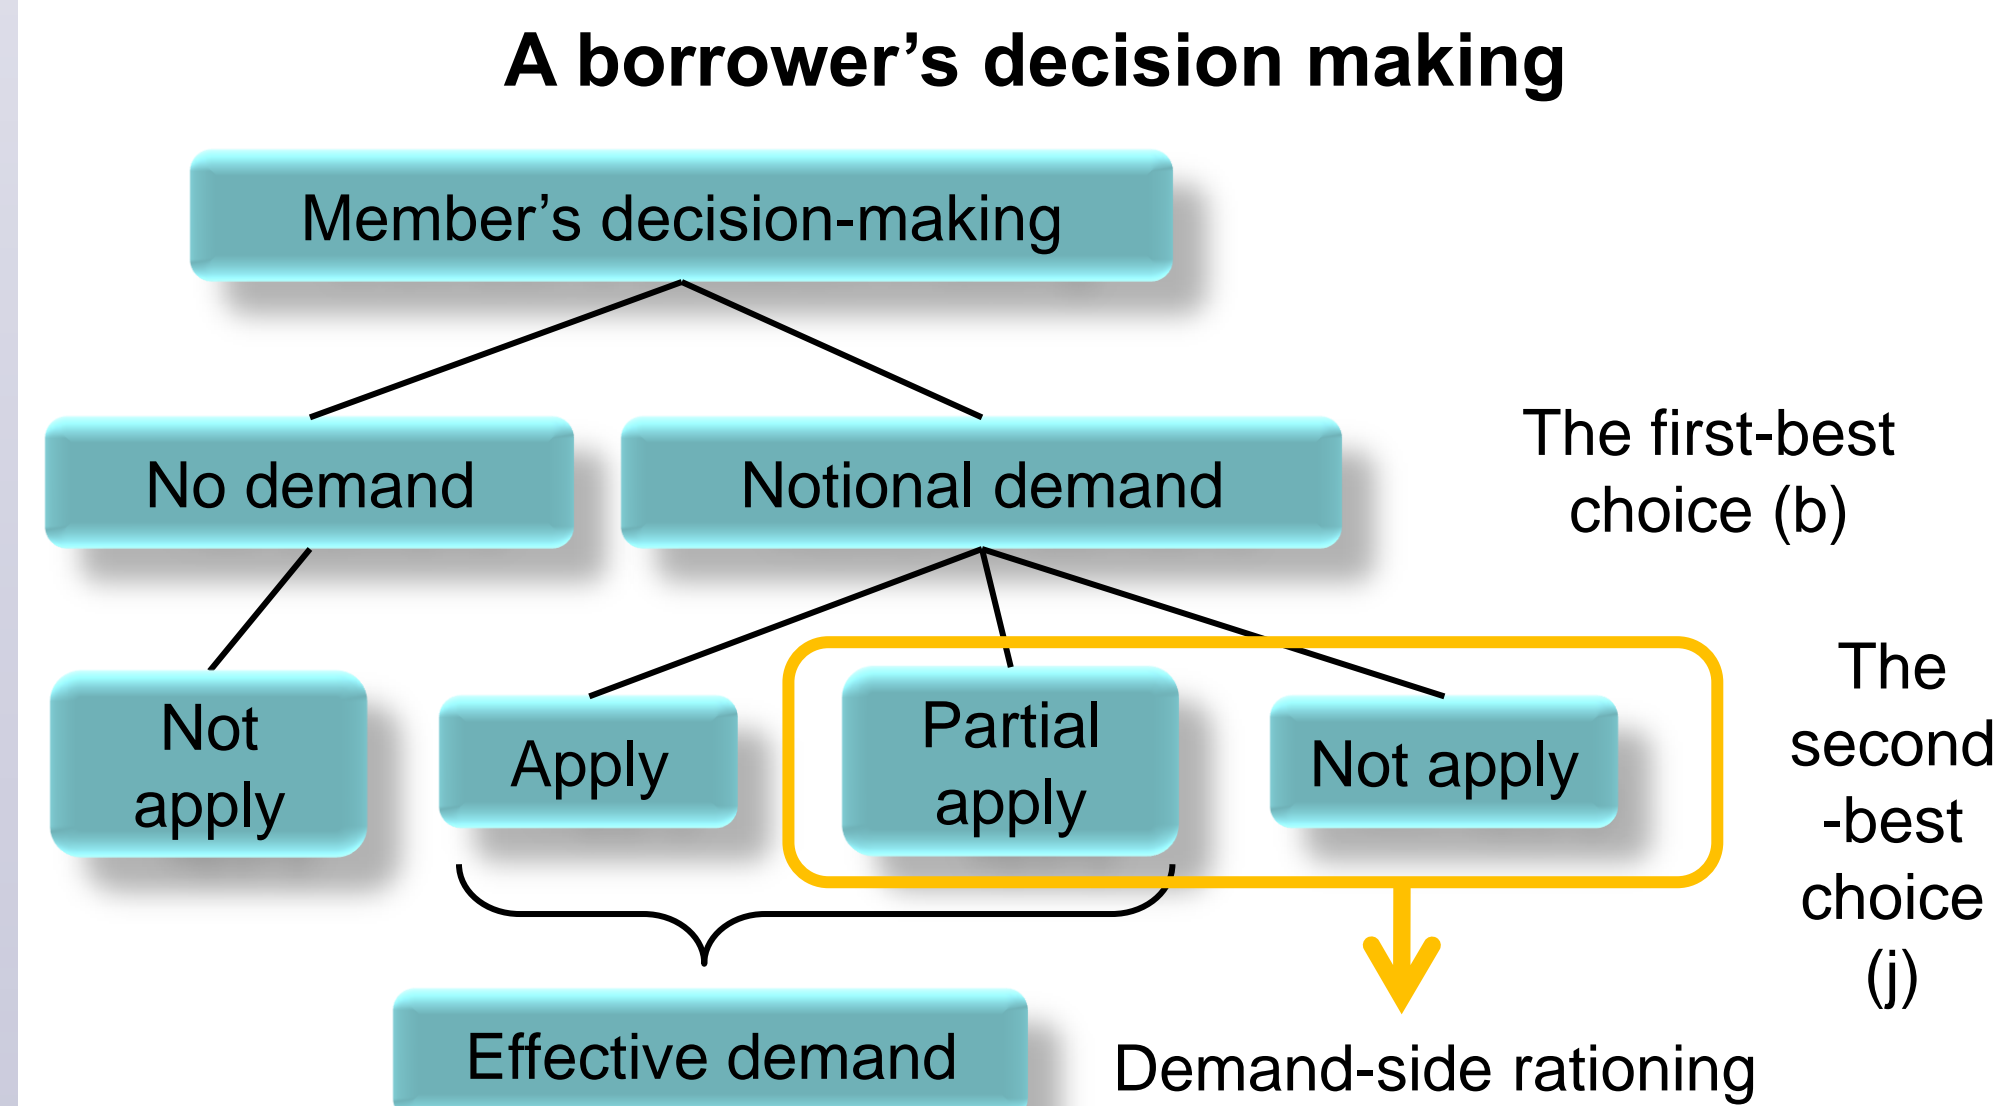 A borrower’s decision making
Member’s decision-making
No demand
Notional demand
The first-best
choice (b)
Not
apply
Apply
Partial
apply
Not apply
The
second
-best
choice
(j)
Effective demand
Demand-side rationing